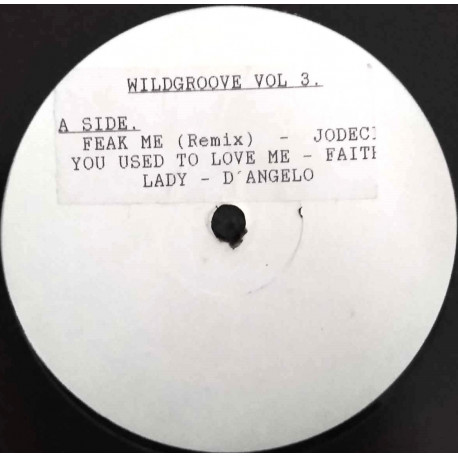 WILDGROOVE VOL 3.
A SIDE.
FEAK ME (Remix) - JODECI
YOU USED TO LOVE ME - FAITH
LADY - D´ANGELO